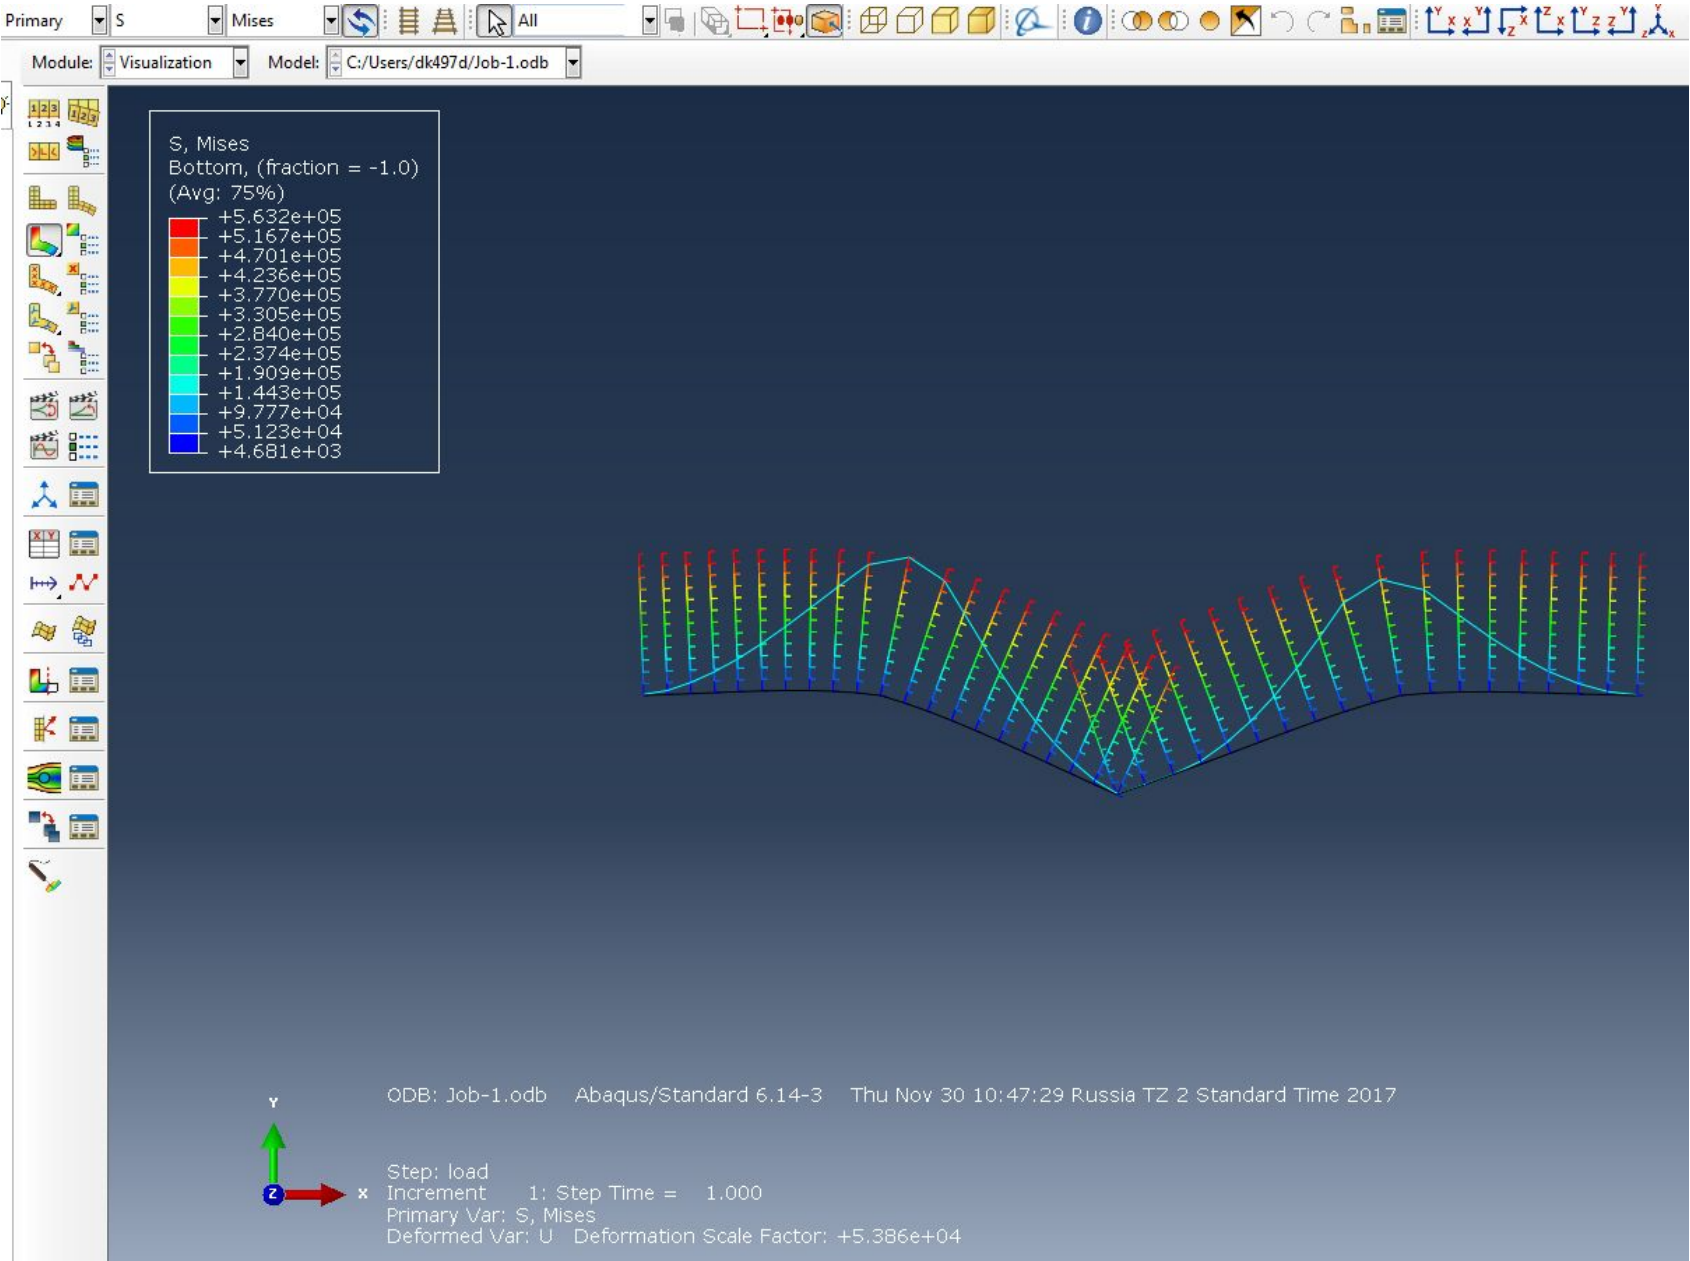 Primary S Mises All
Module: Visualization Model: C:/Users/dk497d/Job-1.odb
S, Mises
Bottom, (fraction = -1.0)
(Avg: 75%)
+5.632e+05
+5.167e+05
+4.701e+05
+4.236e+05
+3.770e+05
+3.305e+05
+2.840e+05
+2.374e+05
+1.909e+05
+1.443e+05
+9.777e+04
+5.123e+04
+4.681e+03
ODB: Job-1.odb Abaqus/Standard 6.14-3 Thu Nov 30 10:47:29 Russia TZ 2 Standard Time 2017
Y
Z X
Step: load
Increment 1: Step Time = 1.000
Primary Var: S, Mises
Deformed Var: U Deformation Scale Factor: +5.386e+04